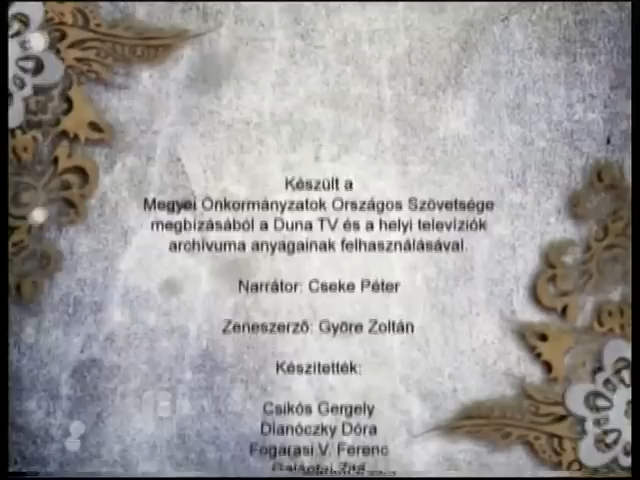 Készült a
Megyei Önkormányzatok Országos Szövetsége
megbízásából a Duna TV és a helyi televíziók
archívuma anyagainak felhasználásával.
Narrátor: Cseke Péter
Zeneszerző: Győre Zoltán
Készítették:
Csikós Gergely
Dianóczky Dóra
Fogarasi V. Ferenc